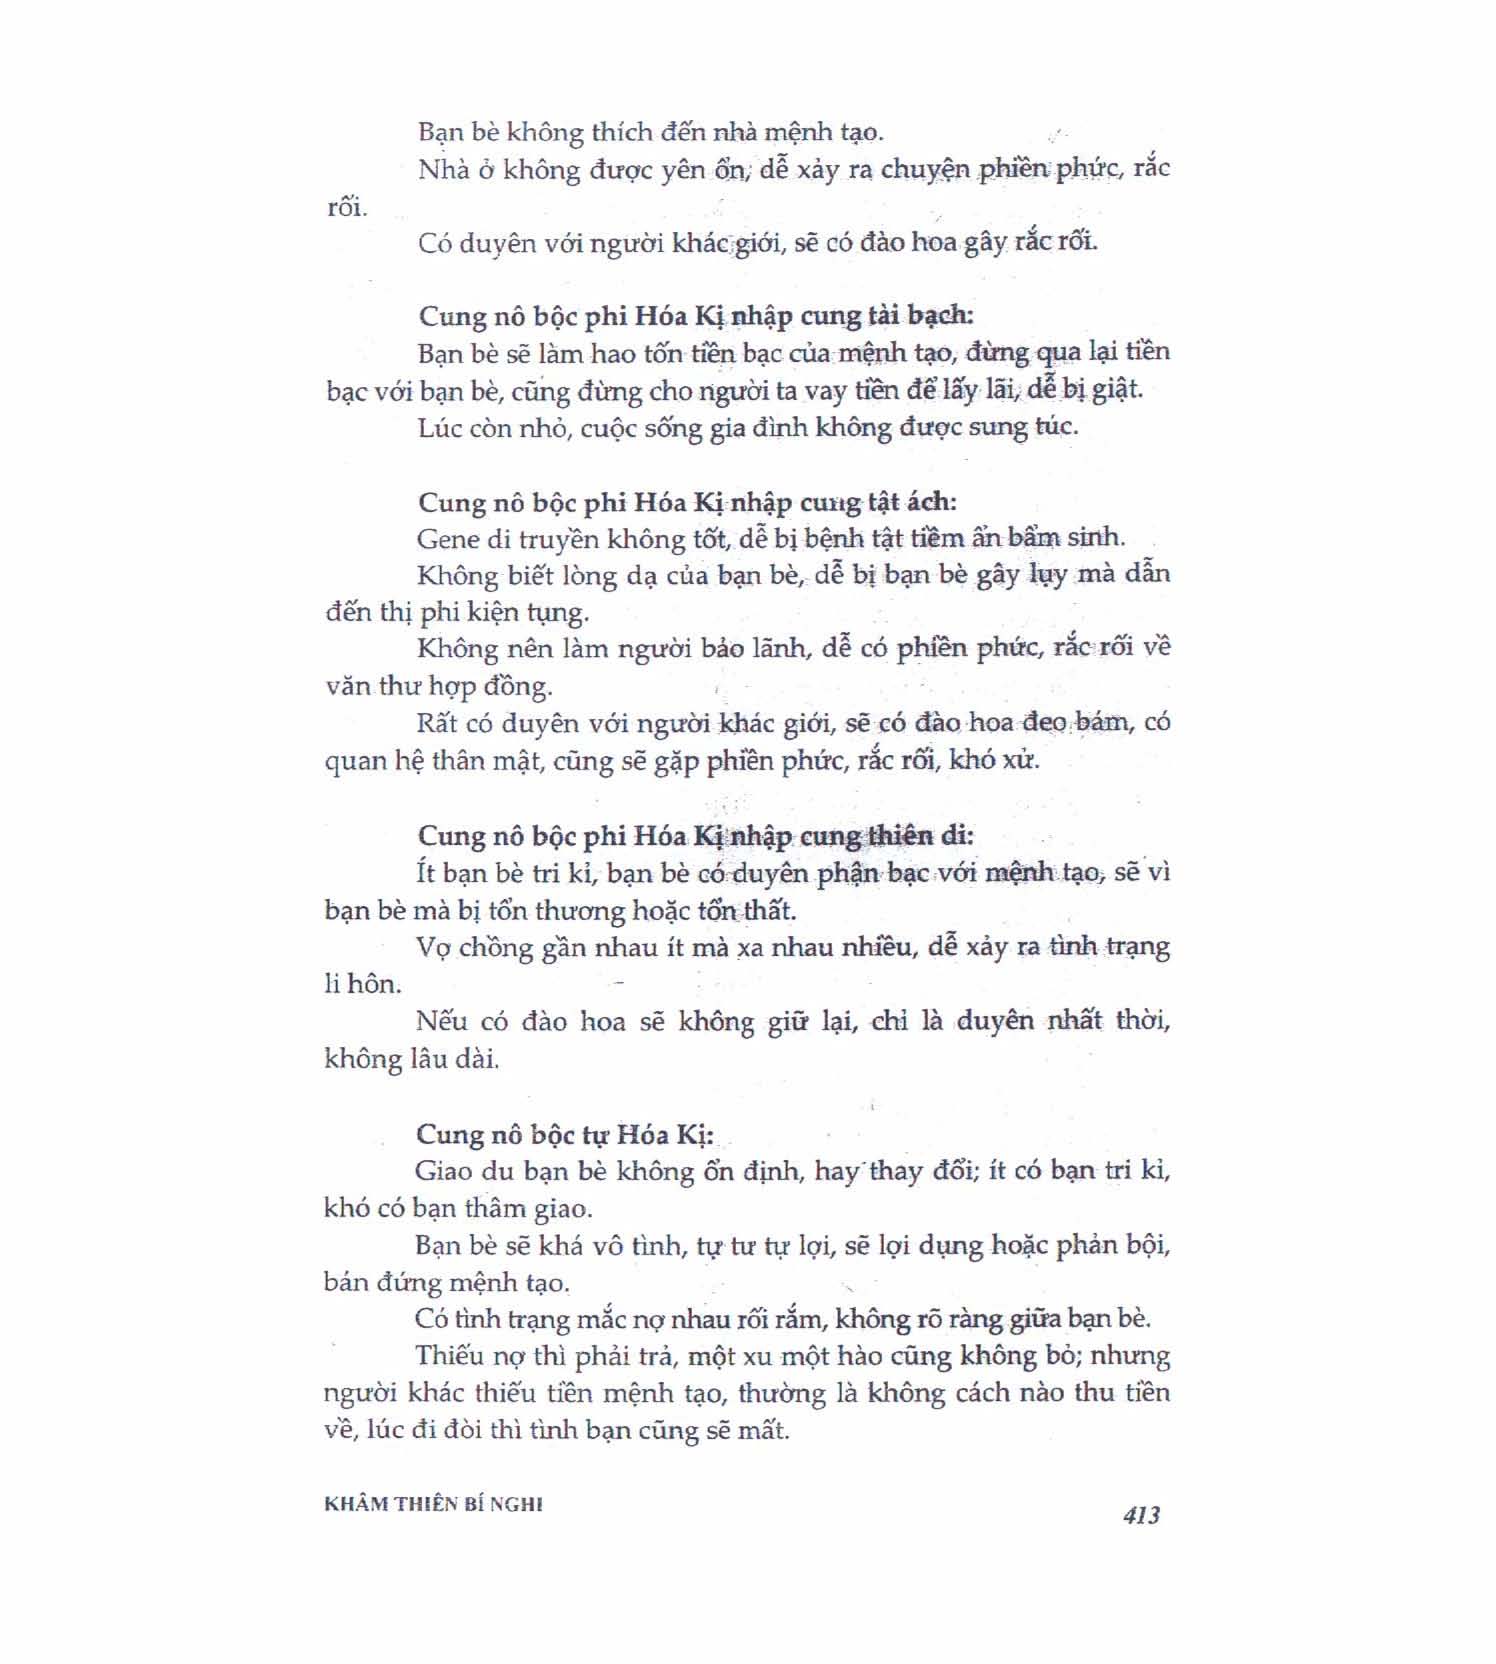 Bạn bè không thích đến nhà mệnh tạo.
Nhà ở không được yên ổn, dễ xảy ra chuyện phiền phức, rắc
rối.
Có duyên với người khác giới, sẽ có đào hoa gây rắc rối.
Cung nô bộc phi Hóa Kị nhập cung tài bạch:
Bạn bè sẽ làm hao tốn tiền bạc của mệnh tạo, đừng qua lại tiền
bạc với bạn bè, cũng đừng cho người ta vay tiền để lấy lãi, dễ bị giật.
Lúc còn nhỏ, cuộc sống gia đình không được sung túc.
Cung nô bộc phi Hóa Kị nhập cung tật ách:
Gene di truyền không tốt, dễ bị bệnh tật tiềm ẩn bẩm sinh.
Không biết lòng dạ của bạn bè, dễ bị bạn bè gây lụy mà dẫn
đến thị phi kiện tụng.
Không nên làm người bảo lãnh, dễ có phiền phức, rắc rối về
văn thư hợp đồng.
Rất có duyên với người khác giới, sẽ có đào hoa đeo bám, có
quan hệ thân mật, cũng sẽ gặp phiền phức, rắc rối, khó xử.
Cung nô bộc phi Hóa Kị nhập cung thiên di:
Ít bạn bè tri kỉ, bạn bè có duyên phận bạc với mệnh tạo, sẽ vì
bạn bè mà bị tổn thương hoặc tổn thất.
Vợ chồng gần nhau ít mà xa nhau nhiều, dễ xảy ra tình trạng
li hôn.
Nếu có đào hoa sẽ không giữ lại, chỉ là duyên nhất thời,
không lâu dài.
Cung nô bộc tự Hóa Kị:
Giao du bạn bè không ổn định, hay thay đổi; ít có bạn tri kỉ,
khó có bạn thâm giao.
Bạn bè sẽ khá vô tình, tự tư tự lợi, sẽ lợi dụng hoặc phản bội,
bán đứng mệnh tạo.
Có tình trạng mắc nợ nhau rối rắm, không rõ ràng giữa bạn bè.
Thiếu nợ thì phải trả, một xu một hào cũng không bỏ; nhưng
người khác thiếu tiền mệnh tạo, thường là không cách nào thu tiền
về, lúc đi đòi thì tình bạn cũng sẽ mất.
KHÂM THIÊN BÍ NGHI
413